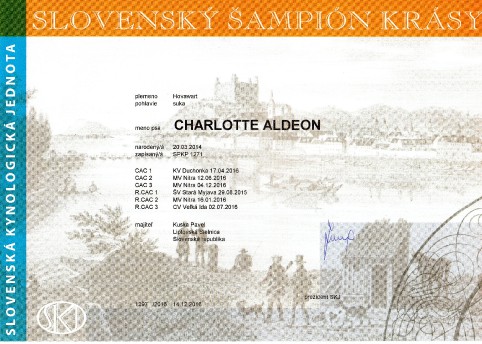 SLOVENSKÝ ŠAMPIÓN KRÁSY
SLOVENSKÁ KYNOLOGICKÁ JEDNOTA
plemeno Hovawart
pohlavie suka
meno psa CHARLOTTE ALDEON
narodený/á 20.03.2014
zapísaný/á SPKP 1271
CAC 1 KV Duchonka 17.04.2016
CAC 2 MV Nitra 12.06.2016
CAC 3 MV Nitra 04.12.2016
R.CAC 1 ŠV Stará Myjava 29.08.2015
R.CAC 2 MV Nitra 16.01.2016
R.CAC 3 CV Veľká Ida 02.07.2016
majiteľ Kuska Pavel
Liptovská Sielnica
Slovenská republika
/2016 14.12.2016
prezident SKJ
SKJ